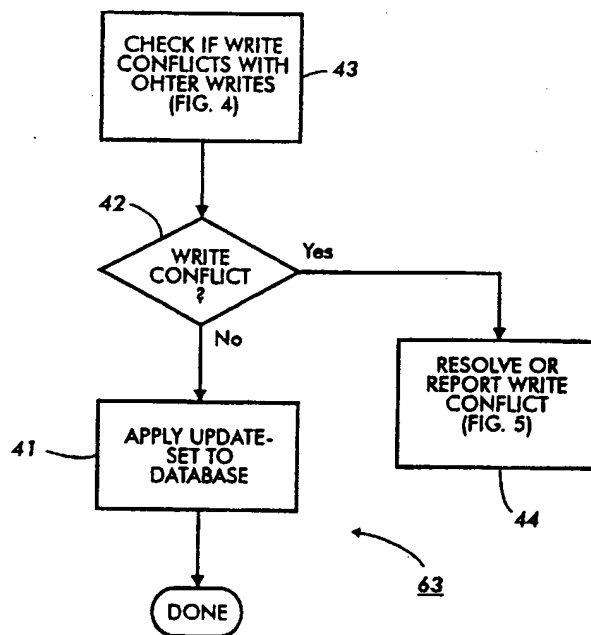 CHECK IF WRITE
CONFLICTS WITH
OHTER WRITES
(FIG. 4)
43
42
WRITE
CONFLICT
?
Yes
No
RESOLVE OR
REPORT WRITE
CONFLICT
(FIG. 5)
41
APPLY UPDATE-
SET TO
DATABASE
44
63
DONE